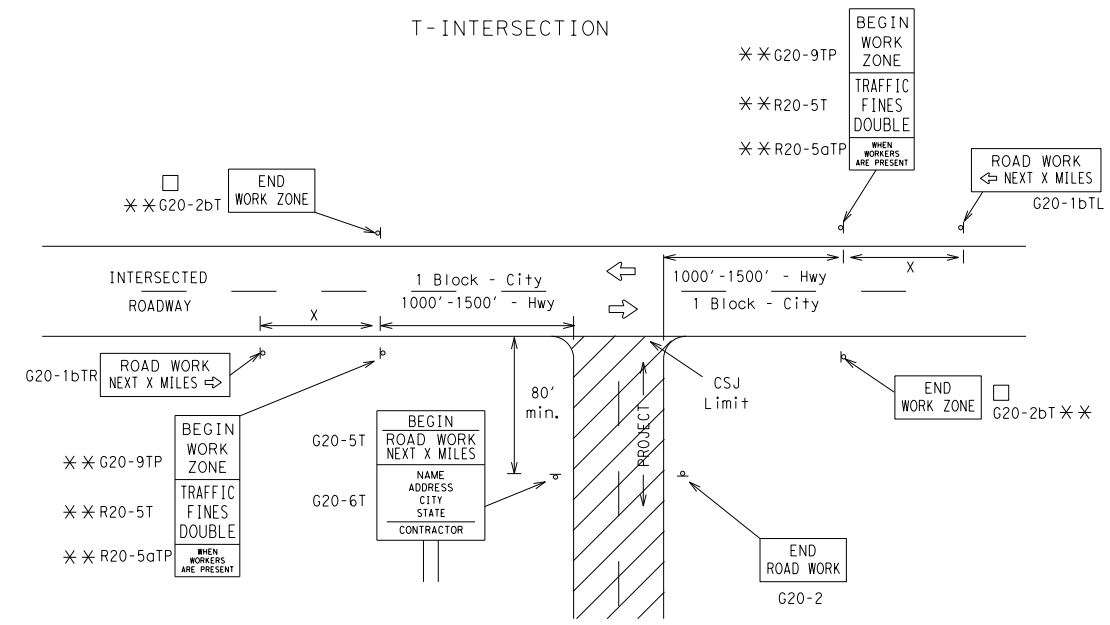 T-INTERSECTION
BEGIN
WORK
ZONE
**G20-9TP
TRAFFIC
FINES
DOUBLE
**R20-5T
WHEN
WORKERS
ARE PRESENT
**R20-5aTP
ROAD WORK
⇦ NEXT X MILES
G20-1bTL
END
WORK ZONE
□
**G20-2bT
INTERSECTED
ROADWAY
1 Block - City
1000'-1500' - Hwy
1000'-1500' - Hwy
1 Block - City
X
X
ROAD WORK
NEXT X MILES ⇨
G20-1bTR
80'
min.
CSJ
Limit
PROJECT
END
WORK ZONE
□
G20-2bT**
BEGIN
WORK
ZONE
**G20-9TP
TRAFFIC
FINES
DOUBLE
**R20-5T
WHEN
WORKERS
ARE PRESENT
**R20-5aTP
BEGIN
ROAD WORK
NEXT X MILES
G20-5T
NAME
ADDRESS
CITY
STATE
CONTRACTOR
G20-6T
END
ROAD WORK
G20-2